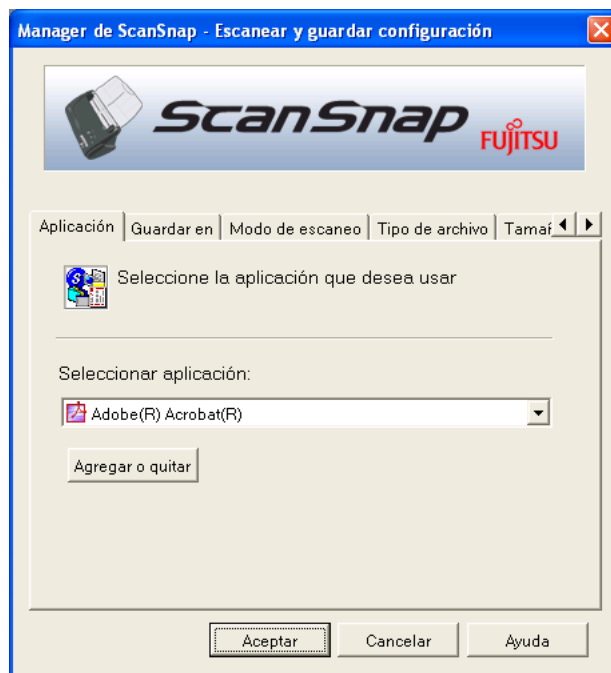 Manager de ScanSnap - Escanear y guardar configuración
ScanSnap FUJITSU
Aplicación Guardar en Modo de escaneo Tipo de archivo
Seleccione la aplicación que desea usar
Seleccionar aplicación:
Adobe(R) Acrobat(R)
Agregar o quitar
Aceptar Cancelar Ayuda